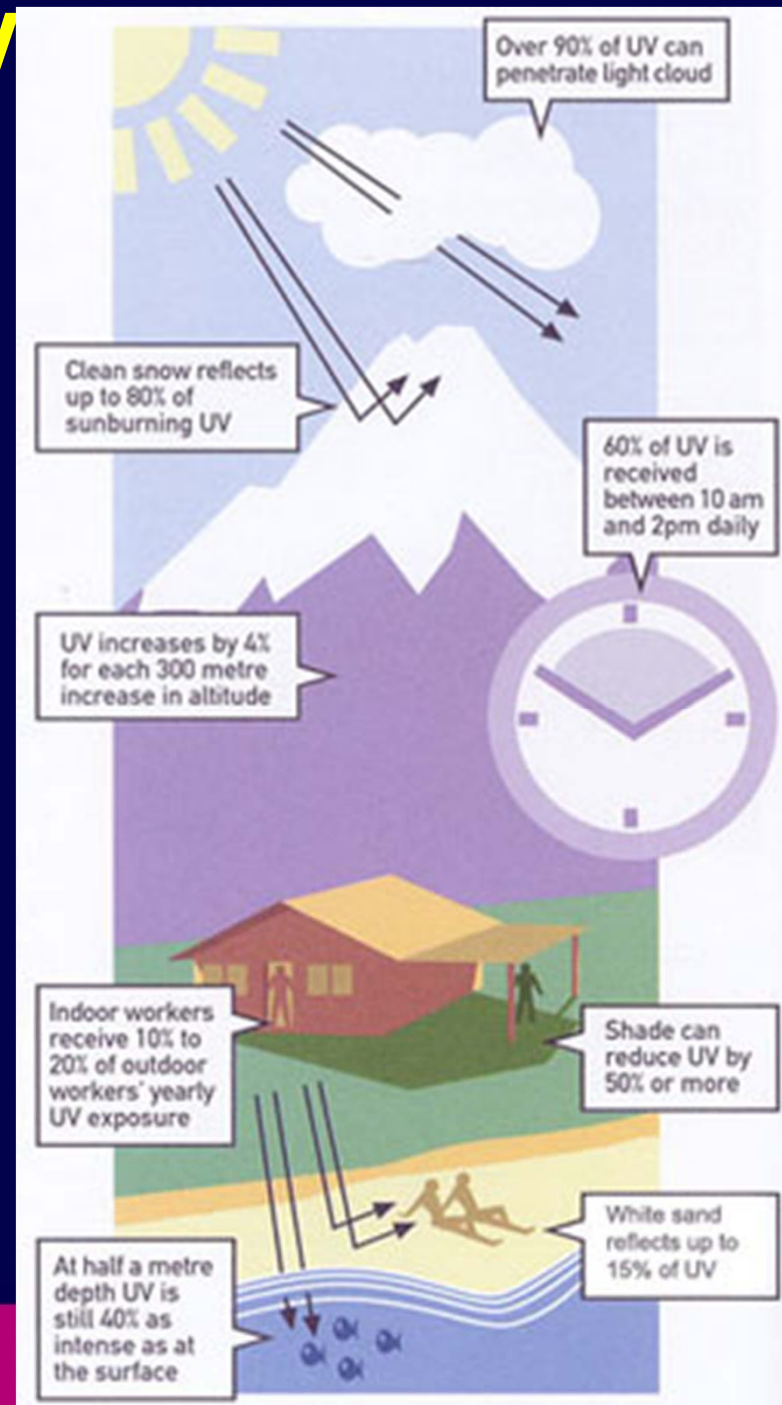 Over 90% of UV can
penetrate light cloud
Clean snow reflects
up to 80% of
sunburning UV
60% of UV is
received
between 10 am
and 2pm daily
UV increases by 4%
for each 300 metre
increase in altitude
Indoor workers
receive 10% to
20% of outdoor
workers' yearly
UV exposure
Shade can
reduce UV by
50% or more
White sand
reflects up to
15% of UV
At half a metre
depth UV is
still 40% as
intense as at
the surface